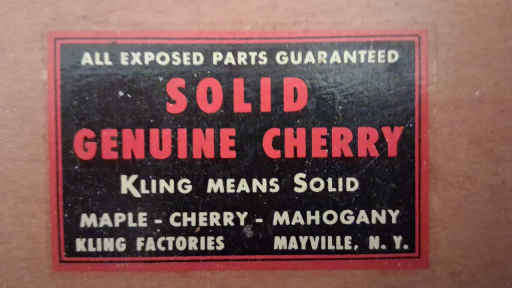 ALL EXPOSED PARTS GUARANTEED
SOLID
GENUINE CHERRY
KLING MEANS SOLID
MAPLE - CHERRY - MAHOGANY
KLING FACTORIES MAYVILLE, N. Y.